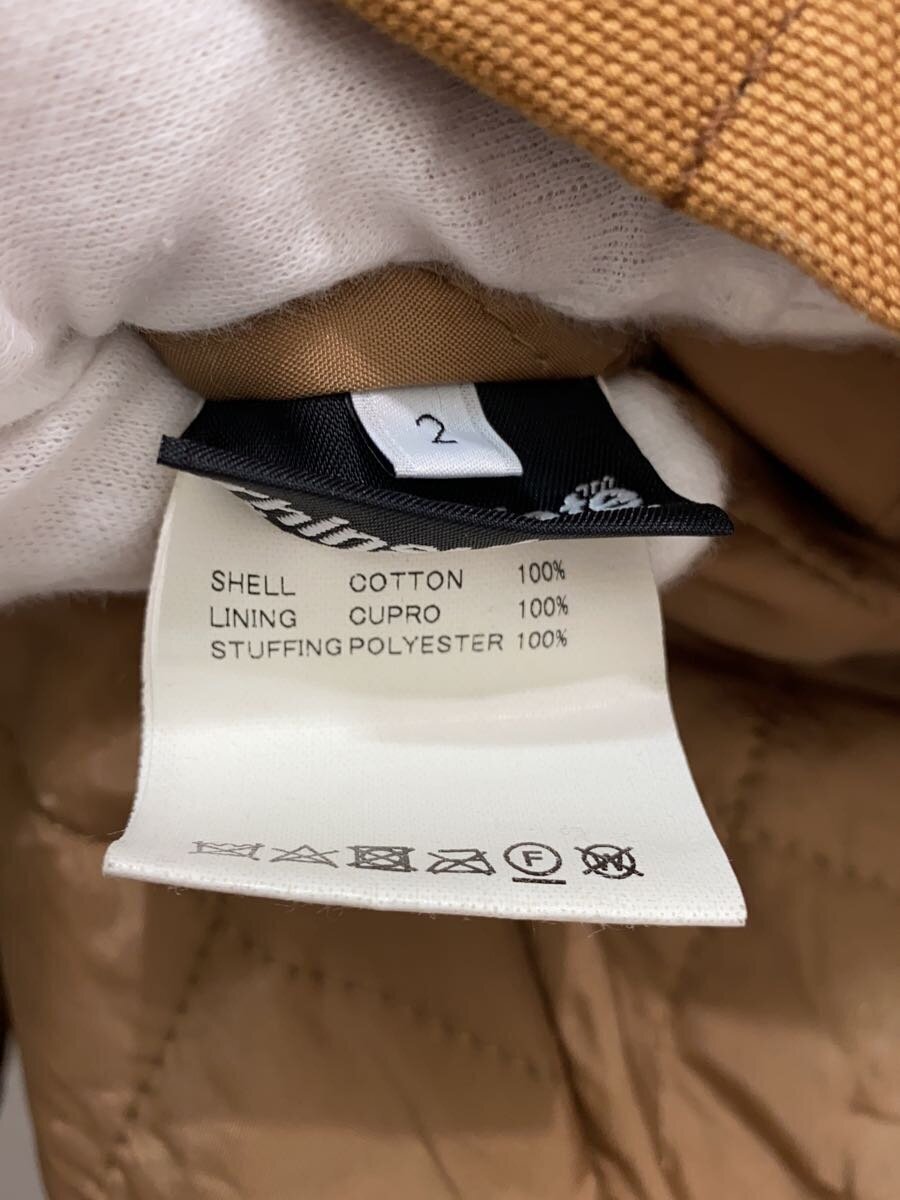 2
SHELL COTTON 100%
LINING CUPRO 100%
STUFFING POLYESTER 100%
F